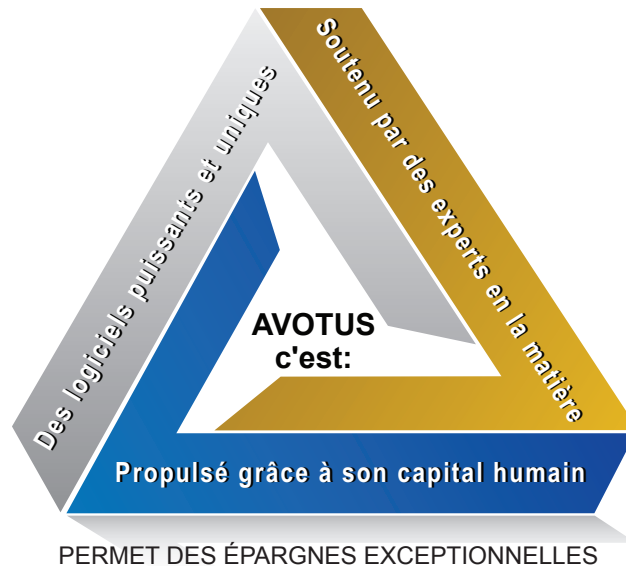 Des logiciels puissants et uniques
Soutenu par des experts en la matière
AVOTUS
c'est:
Propulsé grâce à son capital humain
PERMET DES ÉPARGNES EXCEPTIONNELLES